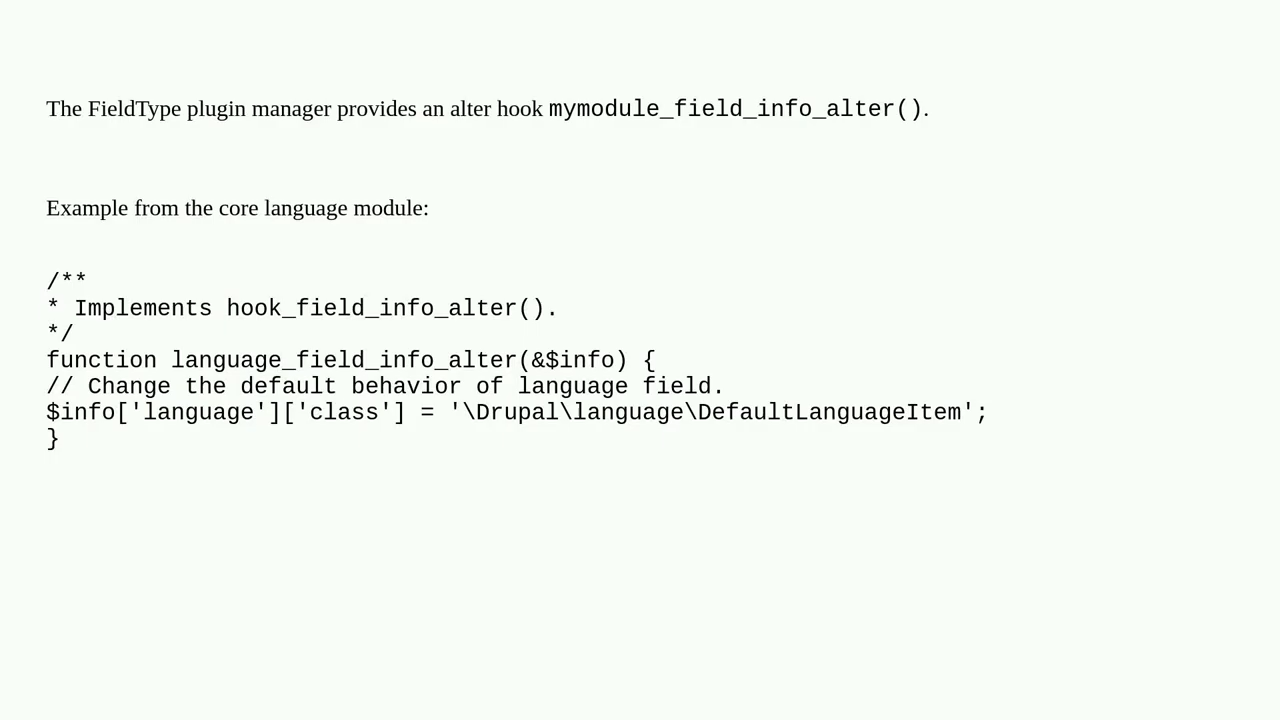 The FieldType plugin manager provides an alter hook mymodule_field_info_alter().
Example from the core language module:
/**
* Implements hook_field_info_alter().
*/
function language_field_info_alter(&$info) {
// Change the default behavior of language field.
$info['language']['class'] = '\Drupal\language\DefaultLanguageItem';
}